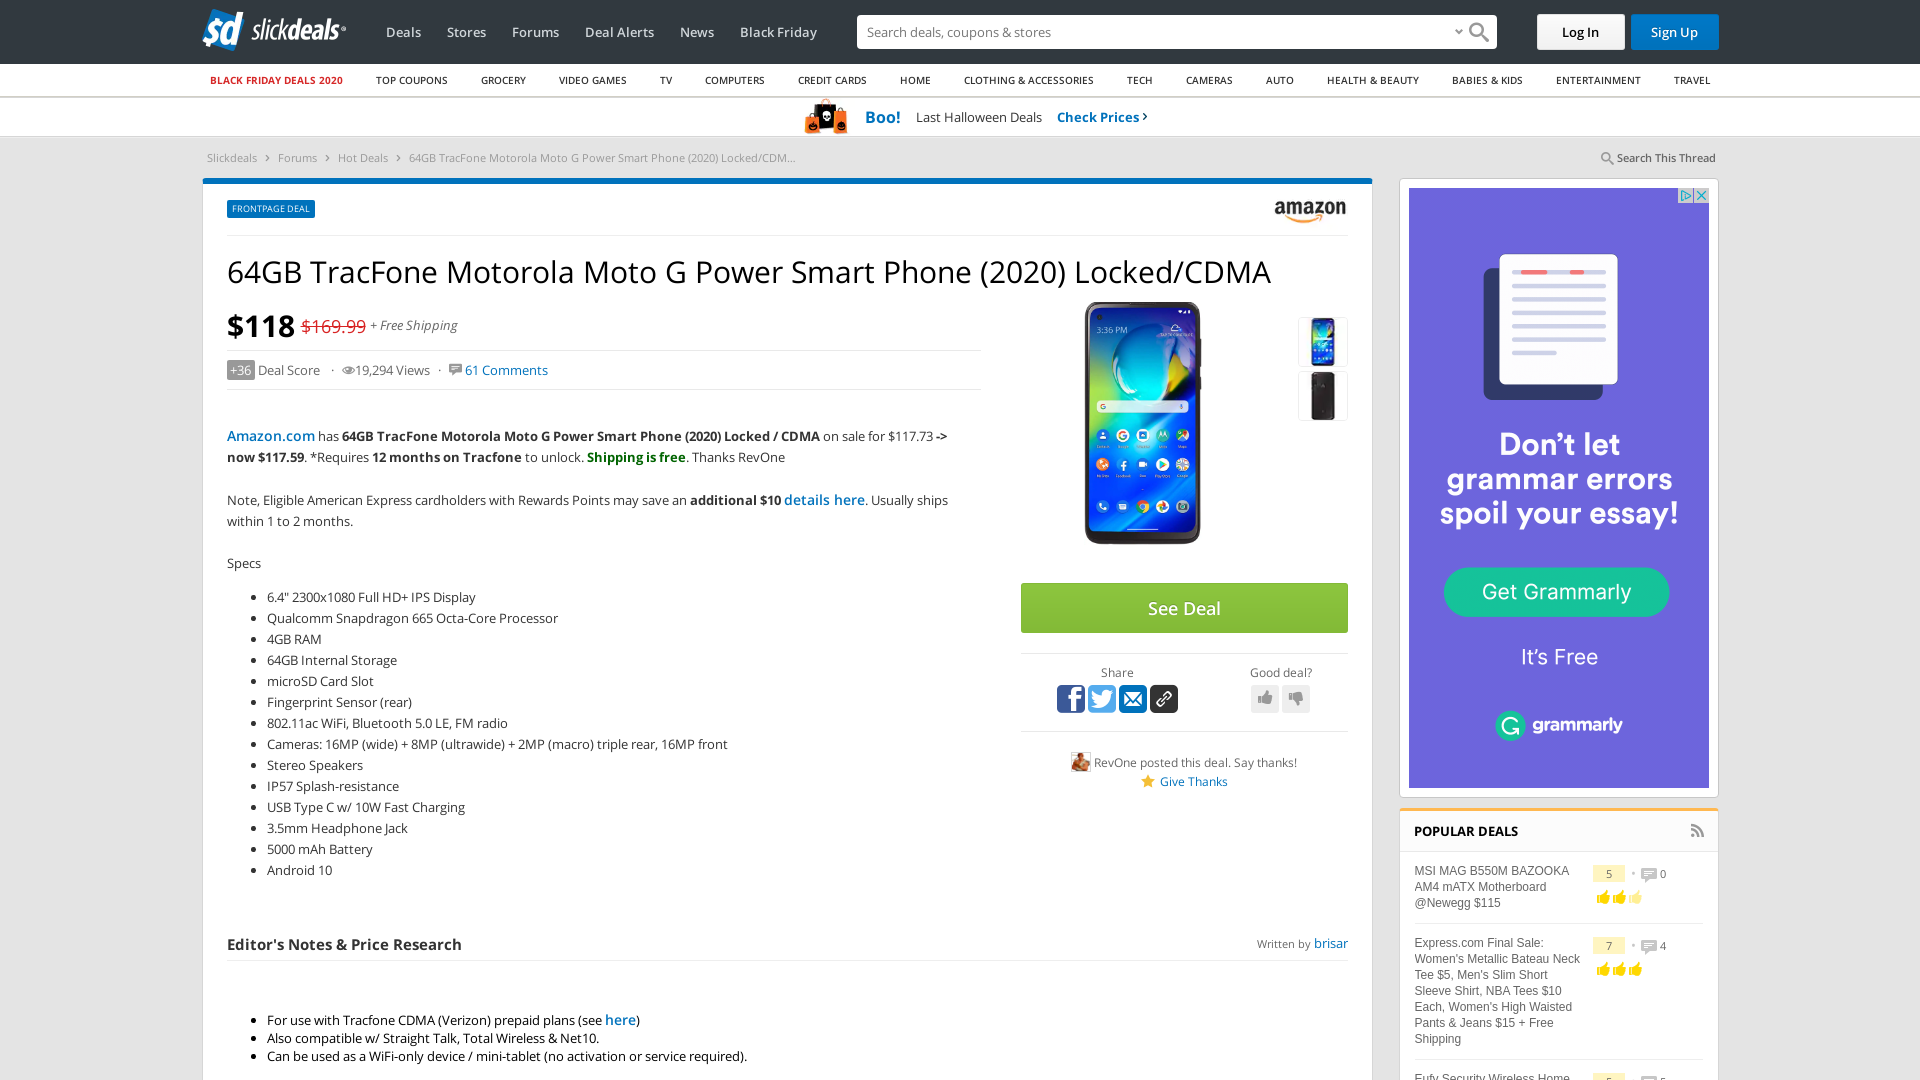 slickdeals
Deals
Stores
Forums
Deal Alerts
News
Black Friday
Search deals, coupons & stores
Log In
Sign Up
BLACK FRIDAY DEALS 2020
TOP COUPONS
GROCERY
VIDEO GAMES
TV
COMPUTERS
CREDIT CARDS
HOME
CLOTHING & ACCESSORIES
TECH
CAMERAS
AUTO
HEALTH & BEAUTY
BABIES & KIDS
ENTERTAINMENT
TRAVEL
Boo! Last Halloween Deals Check Prices
Slickdeals > Forums > Hot Deals > 64GB TracFone Motorola Moto G Power Smart Phone (2020) Locked/CDM...
Search This Thread
FRONTPAGE DEAL
amazon
64GB TracFone Motorola Moto G Power Smart Phone (2020) Locked/CDMA
$118 $169.99 + Free Shipping
+36 Deal Score · 19,294 Views · 61 Comments
Amazon.com has 64GB TracFone Motorola Moto G Power Smart Phone (2020) Locked / CDMA on sale for $117.73 ->
now $117.59. *Requires 12 months on Tracfone to unlock. Shipping is free. Thanks RevOne
Note, Eligible American Express cardholders with Rewards Points may save an additional $10 details here. Usually ships
within 1 to 2 months.
Specs
6.4" 2300x1080 Full HD+ IPS Display
Qualcomm Snapdragon 665 Octa-Core Processor
4GB RAM
64GB Internal Storage
microSD Card Slot
Fingerprint Sensor (rear)
802.11ac WiFi, Bluetooth 5.0 LE, FM radio
Cameras: 16MP (wide) + 8MP (ultrawide) + 2MP (macro) triple rear, 16MP front
Stereo Speakers
IP57 Splash-resistance
USB Type C w/ 10W Fast Charging
3.5mm Headphone Jack
5000 mAh Battery
Android 10
3:36 PM
See Deal
Share
Good deal?
RevOne posted this deal. Say thanks!
Give Thanks
Editor's Notes & Price Research
Written by brisar
For use with Tracfone CDMA (Verizon) prepaid plans (see here)
Also compatible w/ Straight Talk, Total Wireless & Net10.
Can be used as a WiFi-only device / mini-tablet (no activation or service required).
Don't let
grammar errors
spoil your essay!
Get Grammarly
It's Free
grammarly
POPULAR DEALS
MSI MAG B550M BAZOOKA
AM4 mATX Motherboard
@Newegg $115
5 • 0
Express.com Final Sale:
Women's Metallic Bateau Neck
Tee $5, Men's Slim Short
Sleeve Shirt, NBA Tees $10
Each, Women's High Waisted
Pants & Jeans $15 + Free
Shipping
7 • 4
Eufy Security Wireless Home